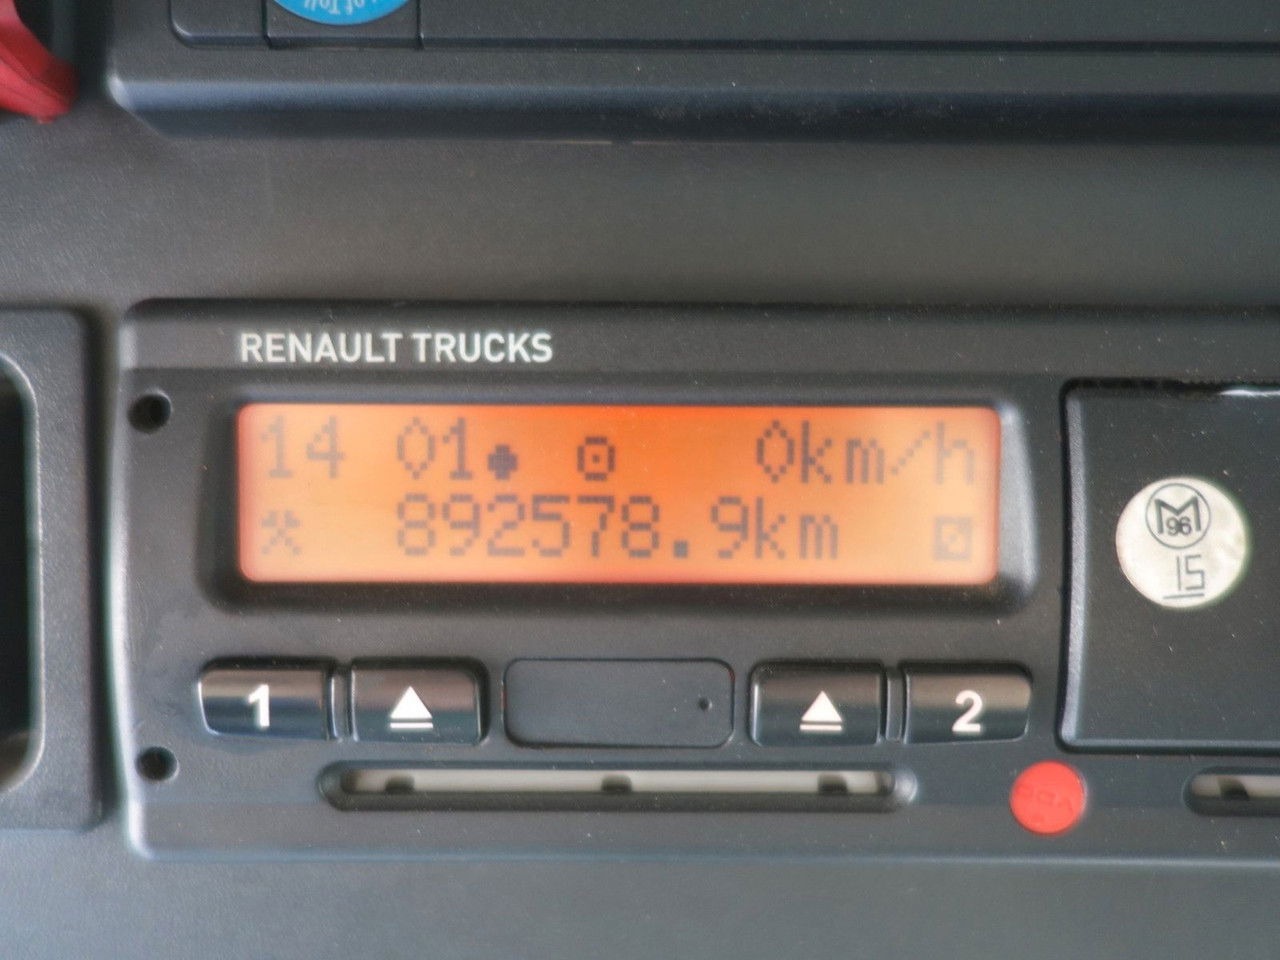 RENAULT TRUCKS
14 01 0km/h
892578.9km
1
2
M
96
15